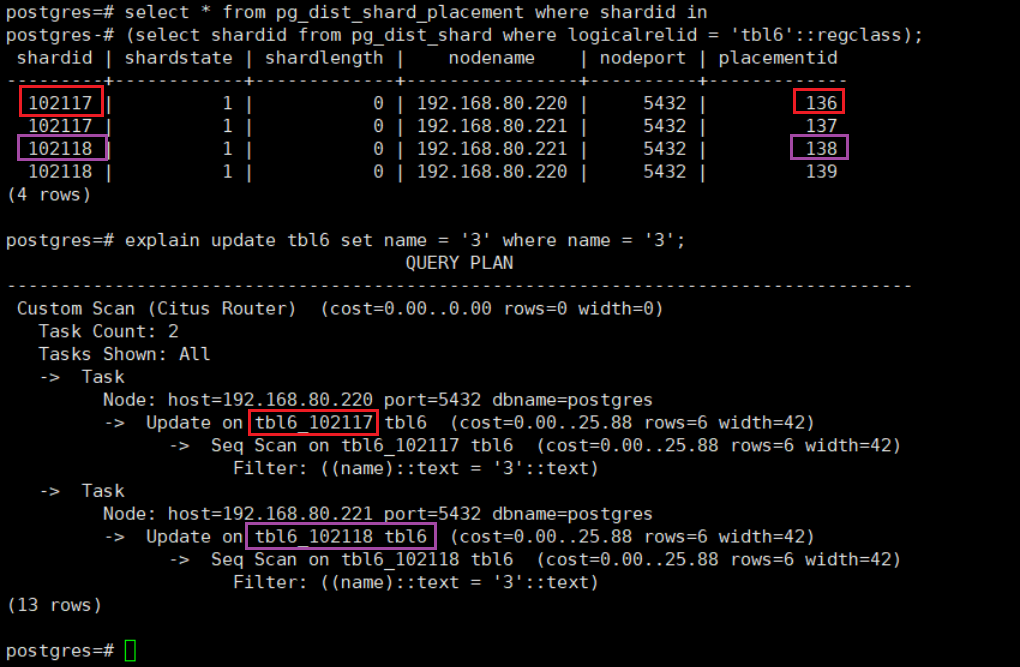 postgres=# select * from pg_dist_shard_placement where shardid in
postgres-# (select shardid from pg_dist_shard where logicalrelid = 'tbl6'::regclass);
 shardid | shardstate | shardlength |    nodename    | nodeport | placementid
---------+------------+-------------+----------------+----------+-------------
  102117 |          1 |           0 | 192.168.80.220 |     5432 |         136
  102117 |          1 |           0 | 192.168.80.221 |     5432 |         137
  102118 |          1 |           0 | 192.168.80.221 |     5432 |         138
  102118 |          1 |           0 | 192.168.80.220 |     5432 |         139
(4 rows)
postgres=# explain update tbl6 set name = '3' where name = '3';
                                     QUERY PLAN
------------------------------------------------------------------------------------
 Custom Scan (Citus Router)  (cost=0.00..0.00 rows=0 width=0)
   Task Count: 2
   Tasks Shown: All
   ->  Task
         Node: host=192.168.80.220 port=5432 dbname=postgres
         ->  Update on tbl6_102117 tbl6  (cost=0.00..25.88 rows=6 width=42)
               ->  Seq Scan on tbl6_102117 tbl6  (cost=0.00..25.88 rows=6 width=42)
                     Filter: ((name)::text = '3'::text)
   ->  Task
         Node: host=192.168.80.221 port=5432 dbname=postgres
         ->  Update on tbl6_102118 tbl6  (cost=0.00..25.88 rows=6 width=42)
               ->  Seq Scan on tbl6_102118 tbl6  (cost=0.00..25.88 rows=6 width=42)
                     Filter: ((name)::text = '3'::text)
(13 rows)
postgres=#